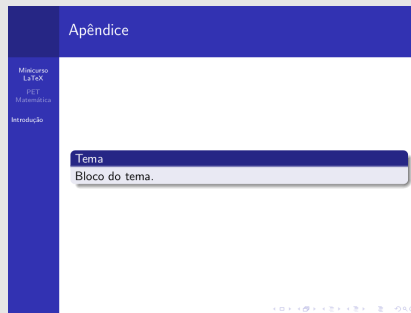 Apêndice
Minicurso
LaTeX
PET
Matemática
Introdução
Tema
Bloco do tema.